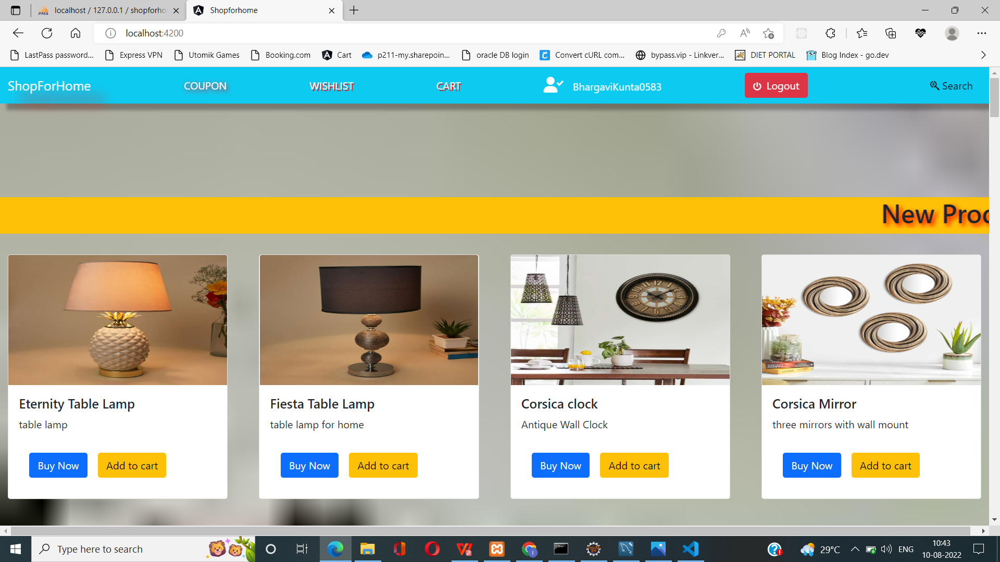 localhost / 127.0.0.1 / shopforho
Shopforhome
localhost:4200
LastPass password...
Express VPN
Utomik Games
Booking.com
Cart
p211-my.sharepoin...
oracle DB login
Convert cURL com...
bypass.vip - Linkver...
DIET PORTAL
Blog Index - go.dev
ShopForHome
COUPON
WISHLIST
CART
BhargaviKunta0583
Logout
Search
New Proc
Eternity Table Lamp
table lamp
Buy Now
Add to cart
Fiesta Table Lamp
table lamp for home
Buy Now
Add to cart
Corsica clock
Antique Wall Clock
Buy Now
Add to cart
Corsica Mirror
three mirrors with wall mount
Buy Now
Add to cart
Type here to search
29°C
ENG
10:43
10-08-2022